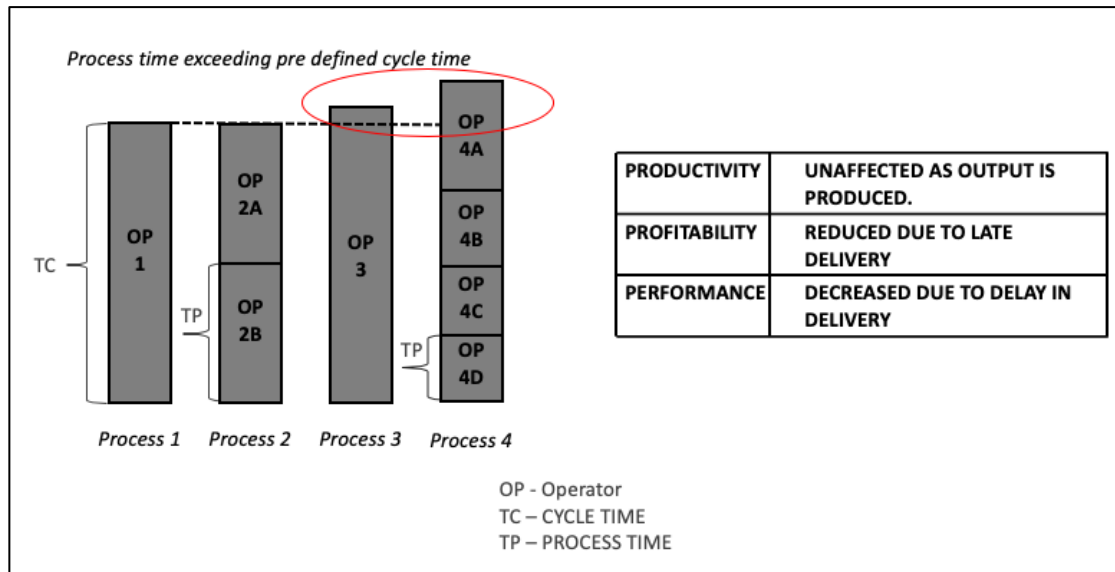 Process time exceeding pre defined cycle time
OP
1
OP
2A
OP
2B
OP
3
OP
4A
OP
4B
OP
4C
OP
4D
TC
TP
TP
Process 1
Process 2
Process 3
Process 4
PRODUCTIVITY
UNAFFECTED AS OUTPUT IS
PRODUCED.
PROFITABILITY
REDUCED DUE TO LATE
DELIVERY
PERFORMANCE
DECREASED DUE TO DELAY IN
DELIVERY
OP - Operator
TC – CYCLE TIME
TP – PROCESS TIME